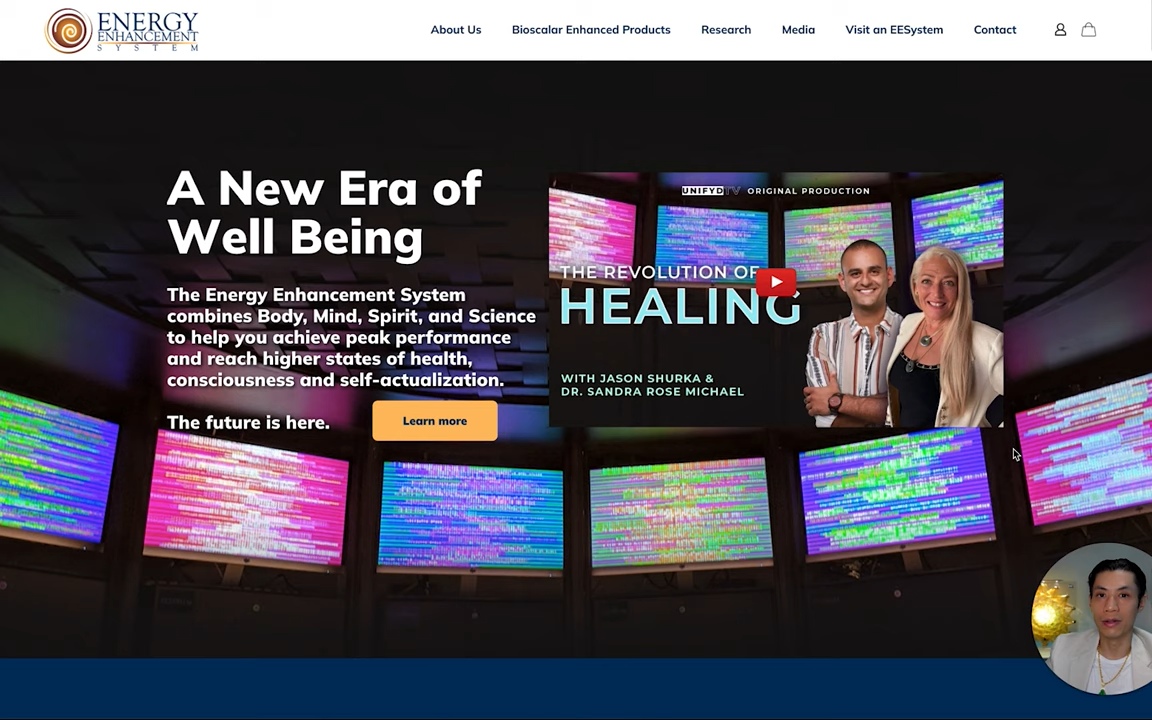 ENERGY
ENHANCEMENT
SYSTEM
About Us
Bioscalar Enhanced Products
Research
Media
Visit an EESystem
Contact
A New Era of
Well Being
The Energy Enhancement System
combines Body, Mind, Spirit, and Science
to help you achieve peak performance
and reach higher states of health,
consciousness and self-actualization.
The future is here.
Learn more
UNIFYDTV ORIGINAL PRODUCTION
THE REVOLUTION OF
HEALING
WITH JASON SHURKA &
DR. SANDRA ROSE MICHAEL